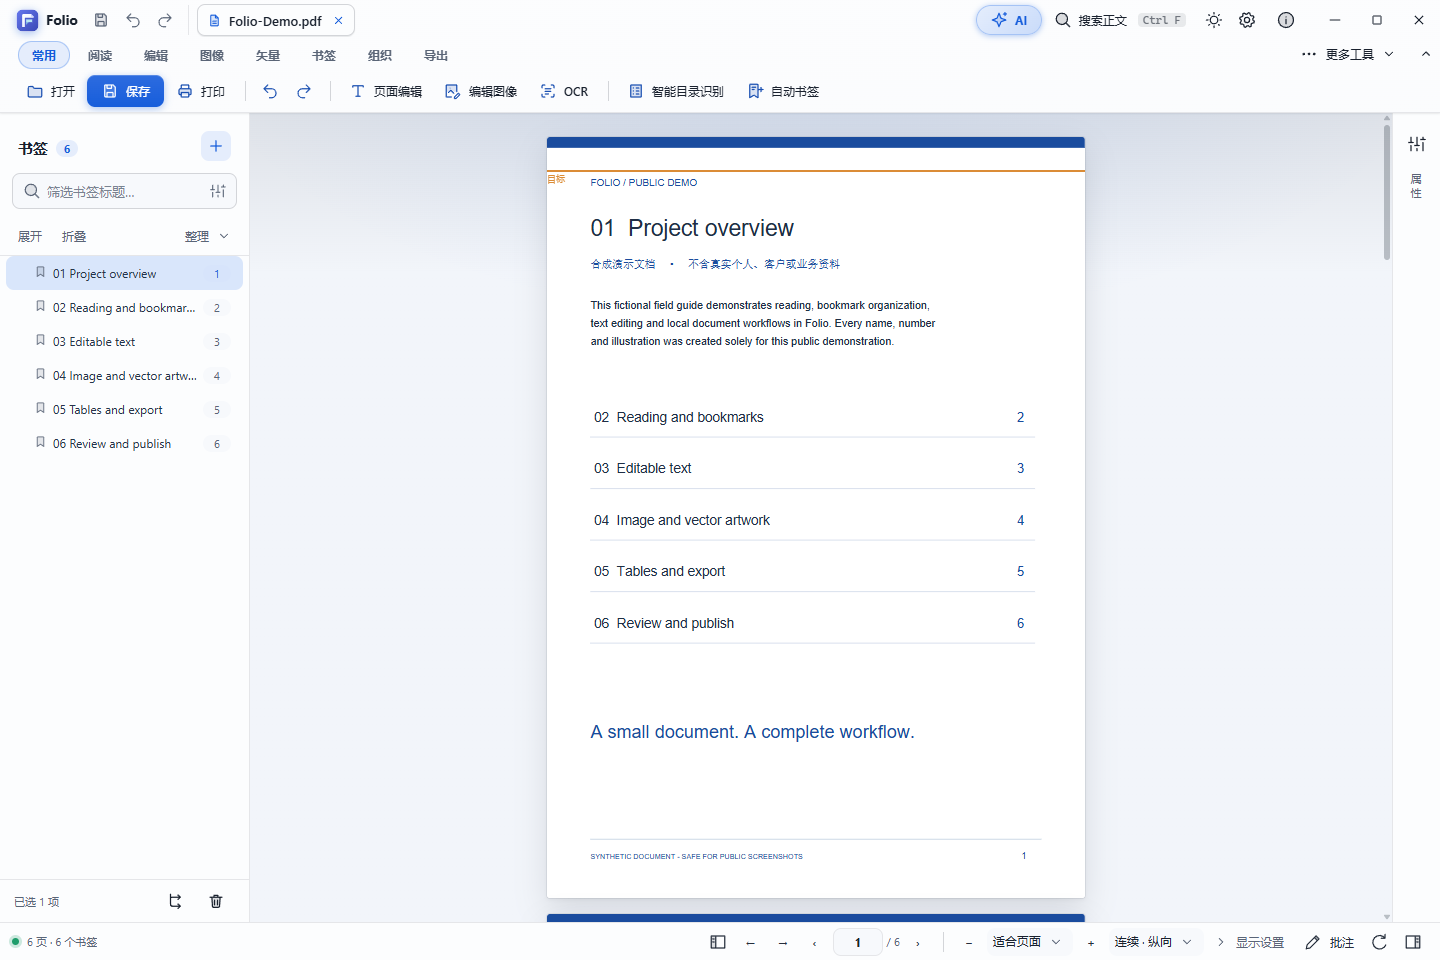 Folio
Folio-Demo.pdf
AI
搜索正文
Ctrl F
常用
阅读
编辑
图像
矢量
书签
组织
导出
更多工具
打开
保存
打印
页面编辑
编辑图像
OCR
智能目录识别
自动书签
书签 6
筛选书签标题...
展开
折叠
整理
01 Project overview 1
02 Reading and bookmar... 2
03 Editable text 3
04 Image and vector artw... 4
05 Tables and export 5
06 Review and publish 6
已选 1 项
目标
FOLIO / PUBLIC DEMO
01 Project overview
合成演示文档 • 不含真实个人、客户或业务资料
This fictional field guide demonstrates reading, bookmark organization,
text editing and local document workflows in Folio. Every name, number
and illustration was created solely for this public demonstration.
02 Reading and bookmarks 2
03 Editable text 3
04 Image and vector artwork 4
05 Tables and export 5
06 Review and publish 6
A small document. A complete workflow.
SYNTHETIC DOCUMENT - SAFE FOR PUBLIC SCREENSHOTS 1
属性
6 页 · 6 个书签
1 / 6
适合页面
连续 · 纵向
显示设置
批注